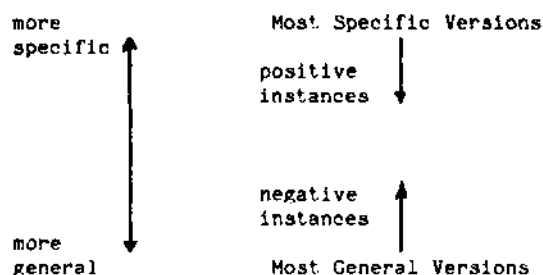 more
specific
Most Specific Versions
positive
instances
negative
instances
more
general
Most General Versions